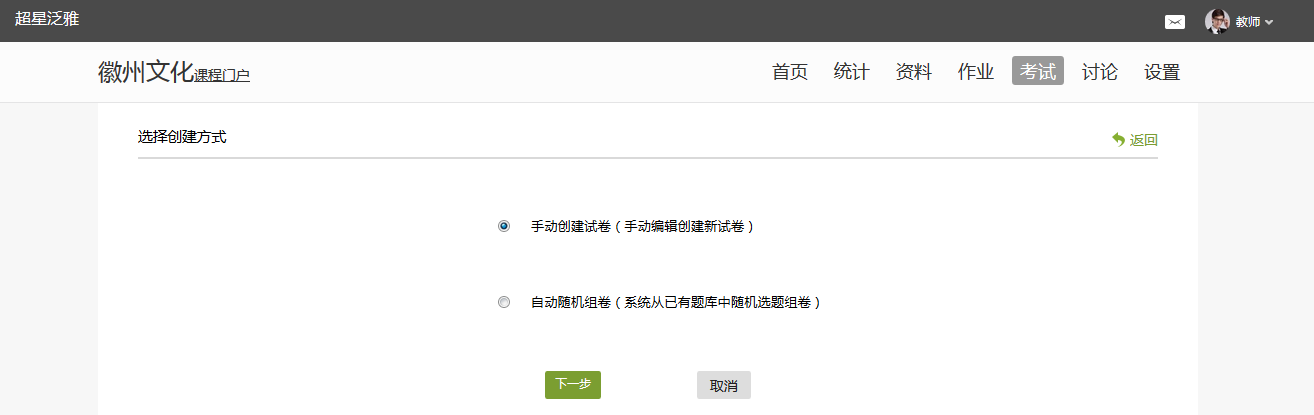 超星泛雅
教师
徽州文化课程门户
首页 统计 资料 作业 考试 讨论 设置
选择创建方式
返回
手动创建试卷（手动编辑创建新试卷）
自动随机组卷（系统从已有题库中随机选题组卷）
下一步 取消